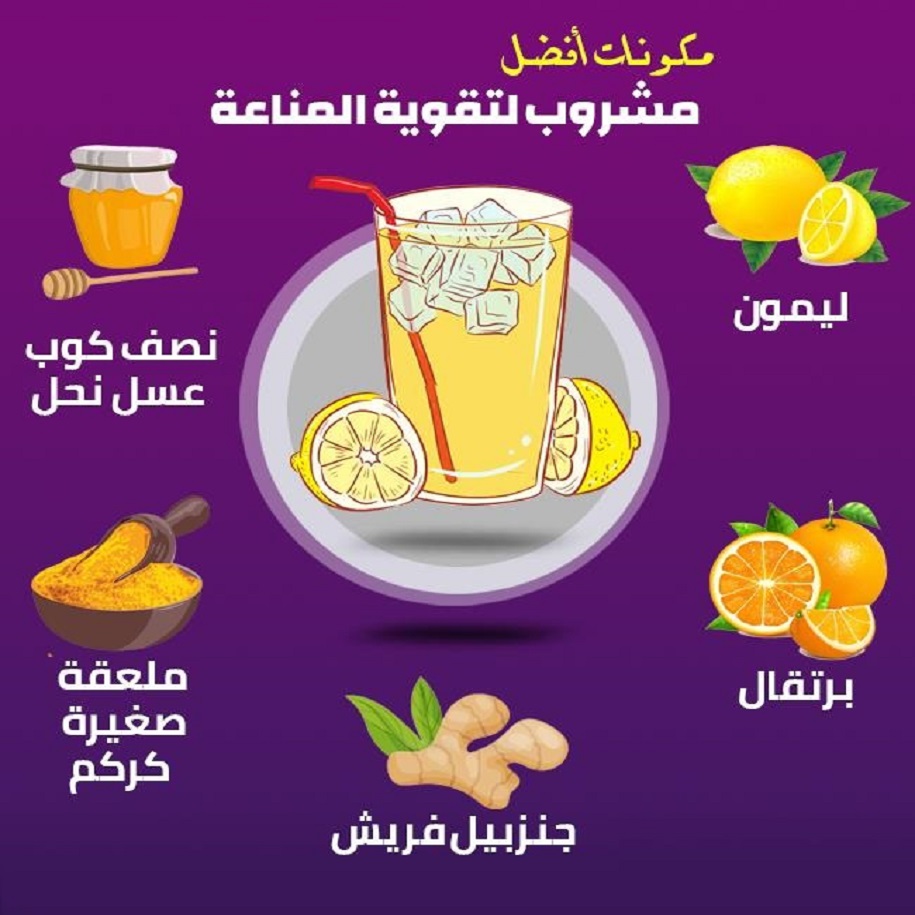 مكونات أفضل
مشروب لتقوية المناعة
ليمون
نصف كوب
عسل نحل
برتقال
ملعقة
صغيرة
كركم
جنزبيل فريش